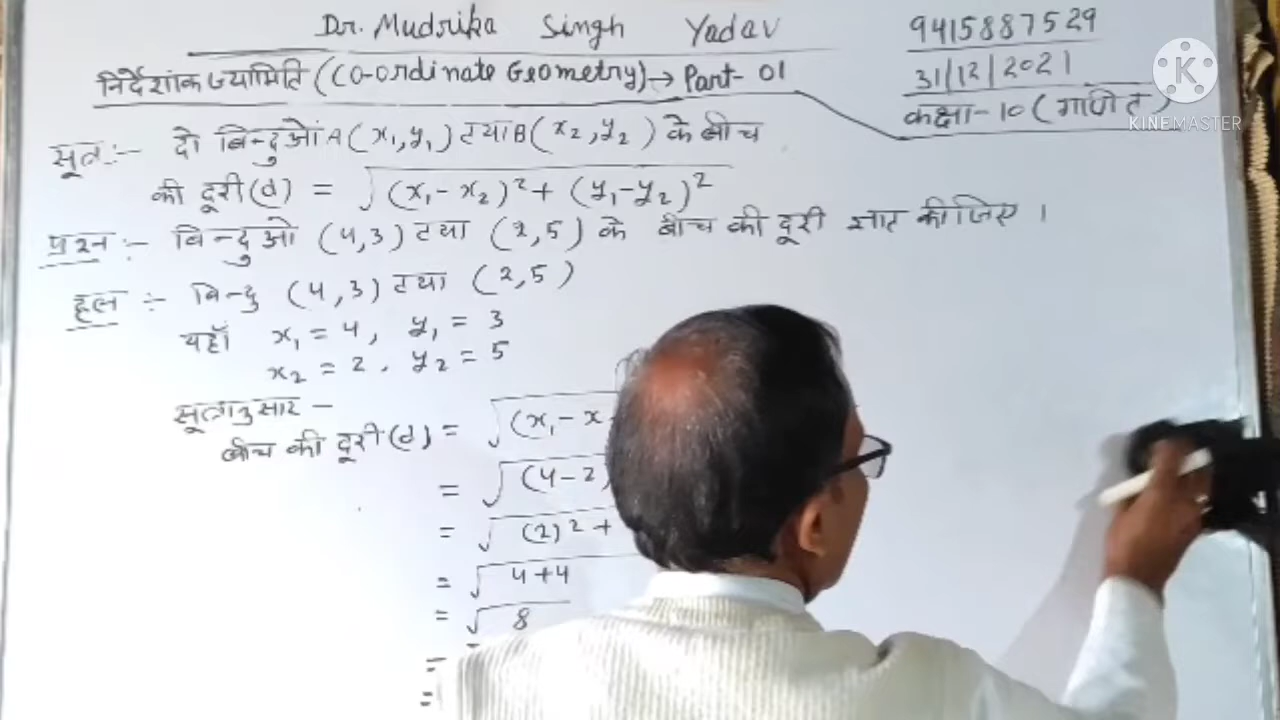 Dr. Mudrika Singh Yadav
9415887529
निर्देशांक ज्यामिति (CO-ordinate Geometry) → Part- 01
31/12/2021
कक्षा-10 (गणित)
KINEMASTER
सूत्र :- दो बिन्दुओं A(x₁,y₁) तथा B(x₂,y₂) के बीच
की दूरी (d) = √(x₁-x₂)²+(y₁-y₂)²
प्रश्न :- बिन्दुओ (4,3) तथा (2,5) के बीच की दूरी ज्ञात कीजिए ।
हल :- बिन्दु (4,3) तथा (2,5)
यहाँ x₁ = 4, y₁ = 3
x₂ = 2, y₂ = 5
सूत्रानुसार -
बीच की दूरी (d) = √(x₁-x
= √(4-2)
= √(2)²+
= √4+4
= √8
=
=